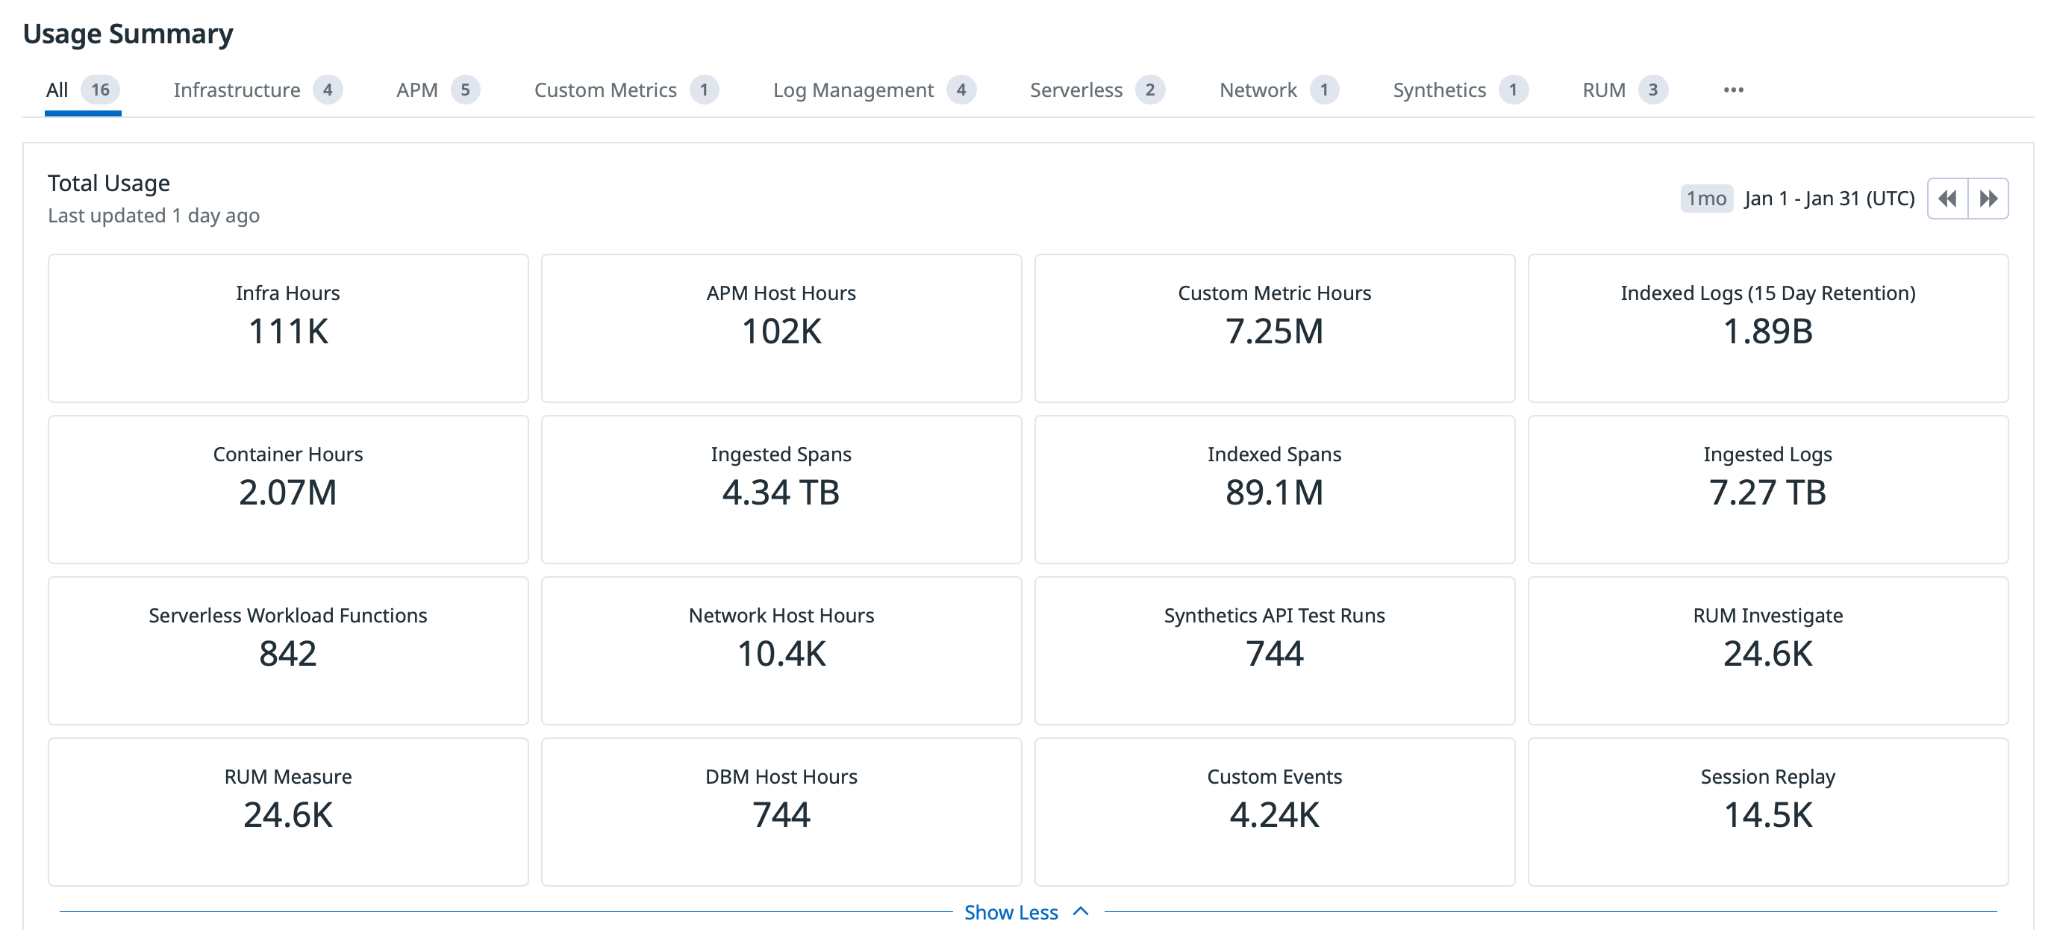 Usage Summary
All 16 Infrastructure 4 APM 5 Custom Metrics 1 Log Management 4 Serverless 2 Network 1 Synthetics 1 RUM 3 •••
Total Usage
Last updated 1 day ago
1mo Jan 1 - Jan 31 (UTC)
Infra Hours
111K
APM Host Hours
102K
Custom Metric Hours
7.25M
Indexed Logs (15 Day Retention)
1.89B
Container Hours
2.07M
Ingested Spans
4.34 TB
Indexed Spans
89.1M
Ingested Logs
7.27 TB
Serverless Workload Functions
842
Network Host Hours
10.4K
Synthetics API Test Runs
744
RUM Investigate
24.6K
RUM Measure
24.6K
DBM Host Hours
744
Custom Events
4.24K
Session Replay
14.5K
Show Less